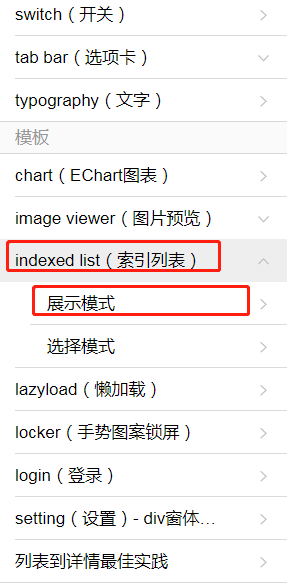 switch（开关）
tab bar（选项卡）
typography（文字）
模板
chart（EChart图表）
image viewer（图片预览）
indexed list（索引列表）
展示模式
选择模式
lazyload（懒加载）
locker（手势图案锁屏）
login（登录）
setting（设置）- div窗体…
列表到详情最佳实践